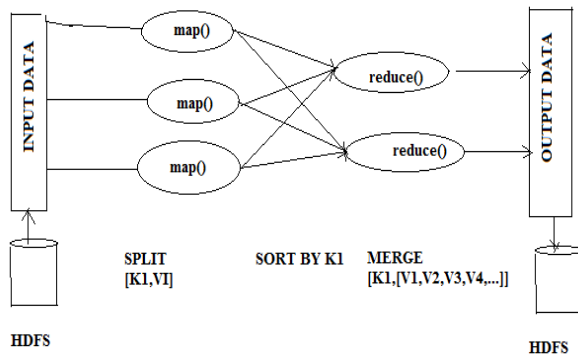 INPUT DATA
map()
map()
map()
reduce()
reduce()
OUTPUT DATA
SPLIT
[K1,VI]
SORT BY K1
MERGE
[K1,[V1,V2,V3,V4,...]]
HDFS
HDFS